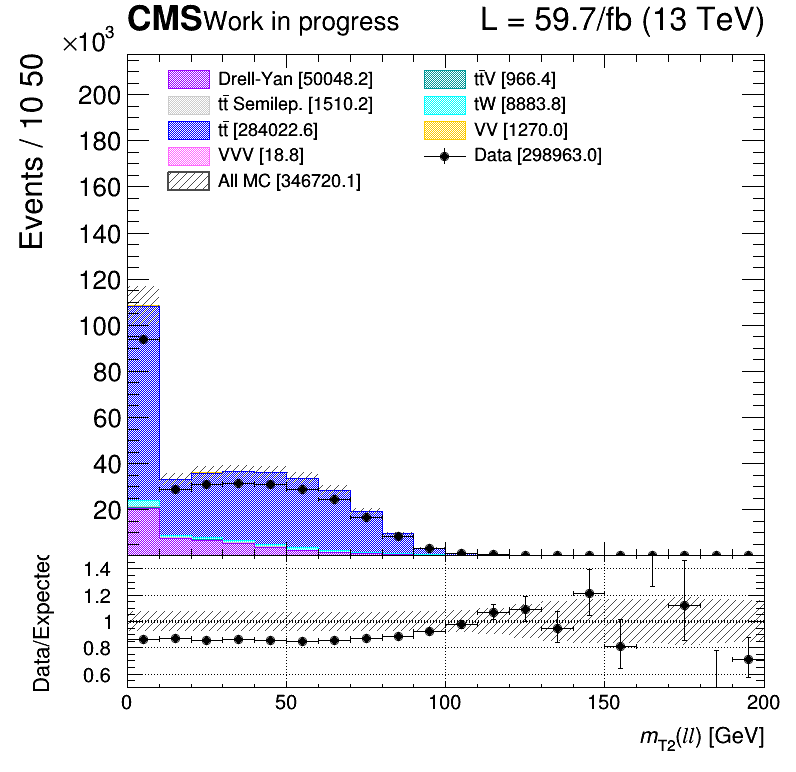 CMS Work in progress L = 59.7/fb (13 TeV)
×10³
Events / 10 50
Drell-Yan [50048.2]
tt̄ Semilep. [1510.2]
tt̄ [284022.6]
VVV [18.8]
All MC [346720.1]
tt̄V [966.4]
tW [8883.8]
VV [1270.0]
Data [298963.0]
200
180
160
140
120
100
80
60
40
20
Data/Expected
1.4
1.2
1
0.8
0.6
0 50 100 150 200
m_T2(ll) [GeV]